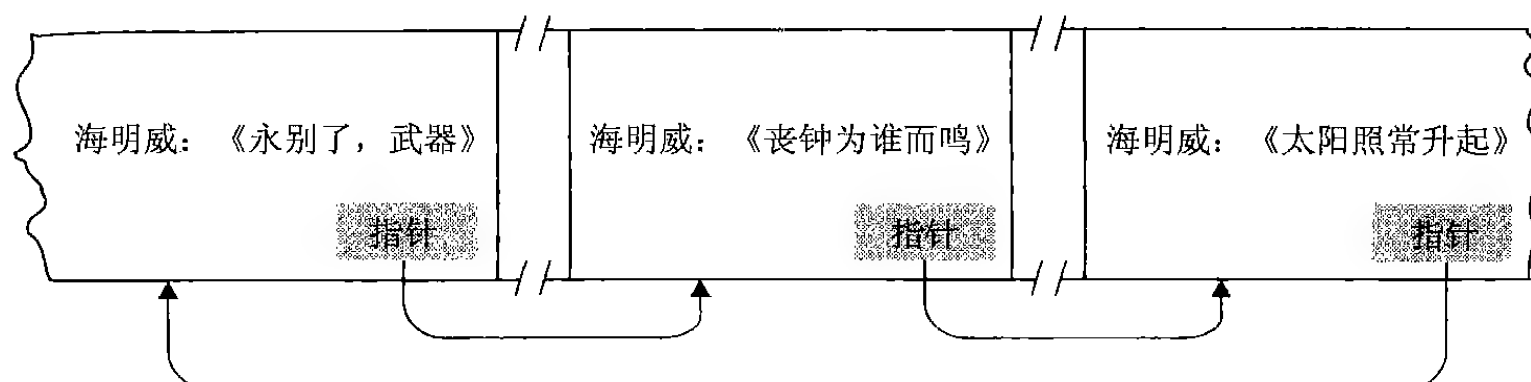 海明威：《永别了，武器》
指针
海明威：《丧钟为谁而鸣》
指针
海明威：《太阳照常升起》
指针